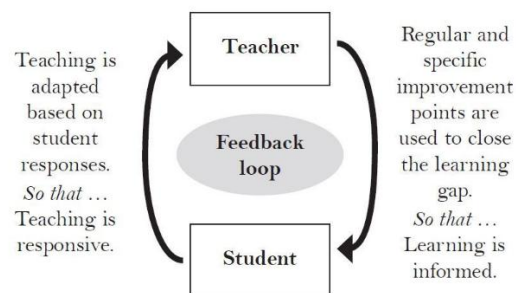 Teaching is
adapted
based on
student
responses.
So that …
Teaching is
responsive.
Teacher
Feedback
loop
Student
Regular and
specific
improvement
points are
used to close
the learning
gap.
So that …
Learning is
informed.